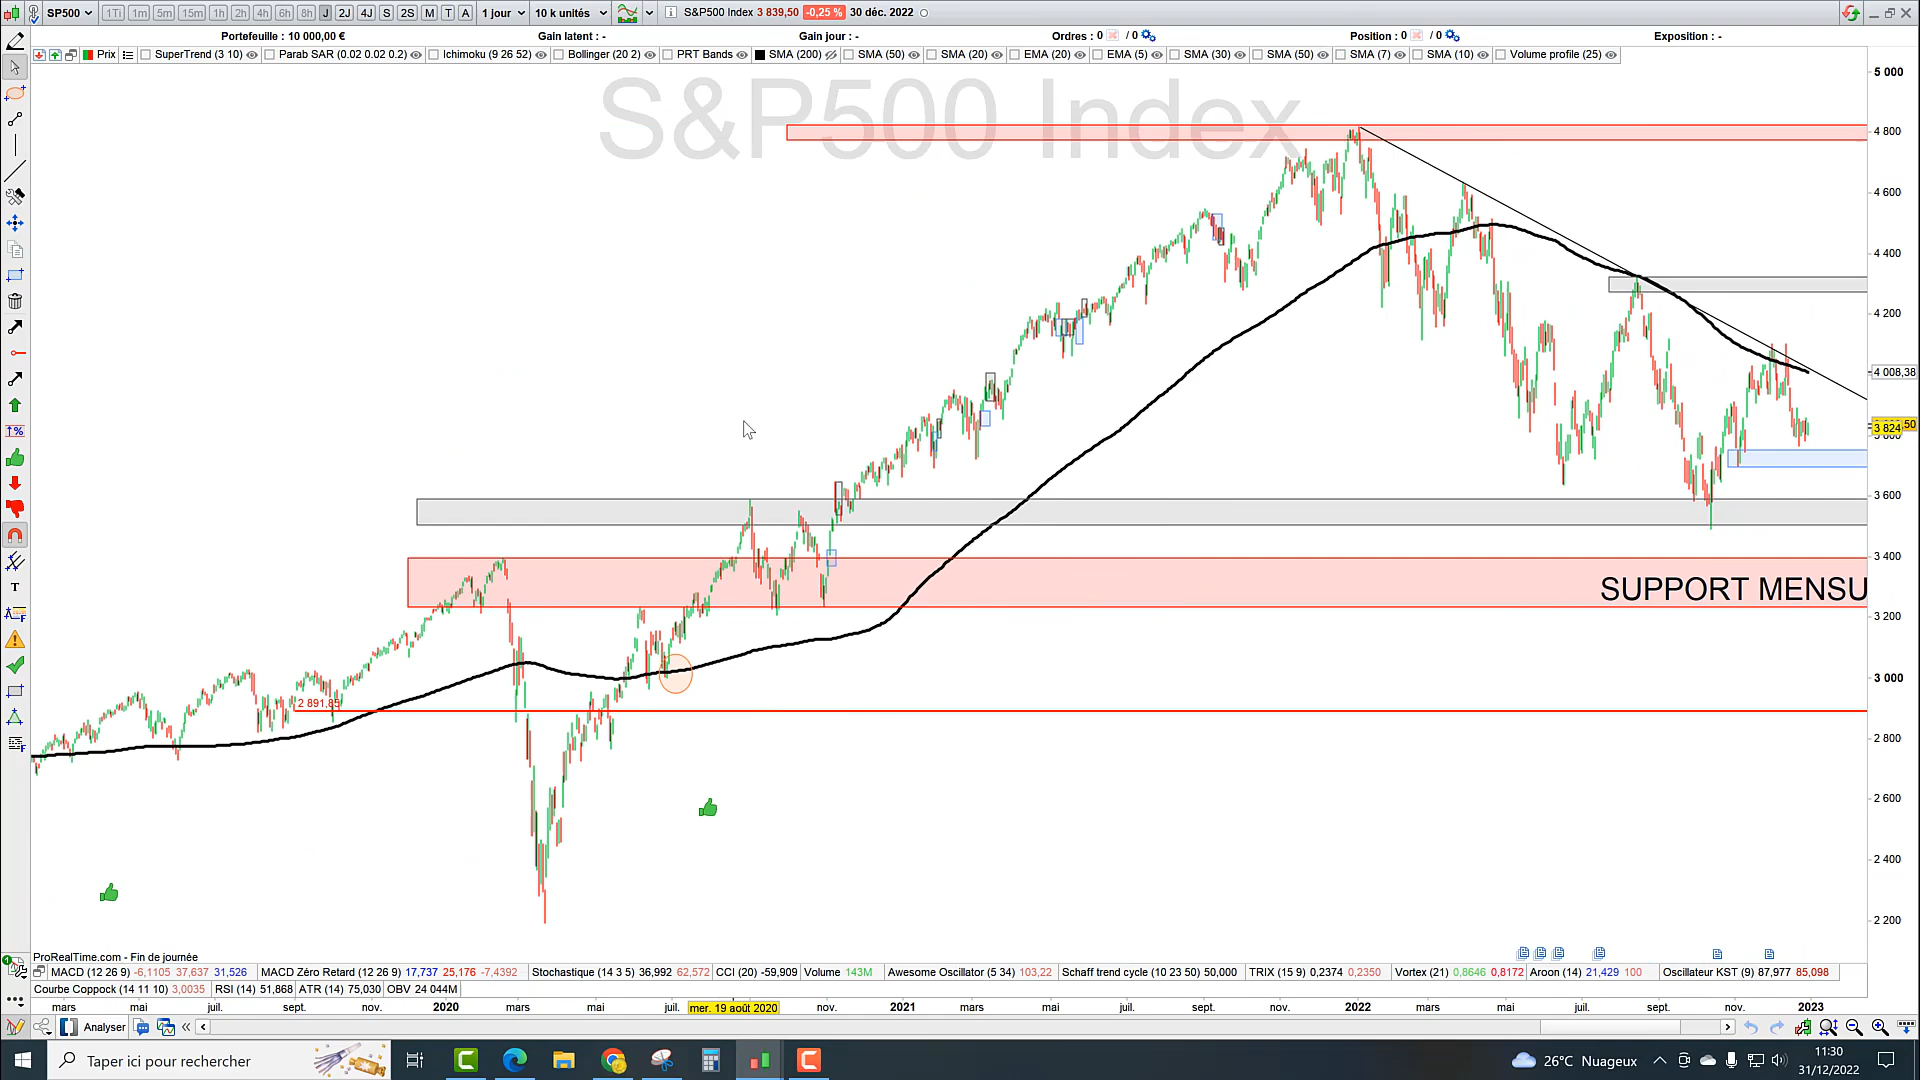 SP500 1Ti 1m 5m 15m 1h 2h 4h 6h 8h J 2J 4J S 2S M T A 1 jour 10 k unités S&P500 Index 3 839,50 -0,25 % 30 déc. 2022
Portefeuille : 10 000,00 € Gain latent : - Gain jour : - Ordres : 0 / 0 Position : 0 / 0 Exposition : -
Prix SuperTrend (3 10) Parab SAR (0.02 0.02 0.2) Ichimoku (9 26 52) Bollinger (20 2) PRT Bands SMA (200) SMA (50) SMA (20) EMA (20) EMA (5) SMA (30) SMA (50) SMA (7) SMA (10) Volume profile (25)
S&P500 Index
5 000
4 800
4 600
4 400
4 200
4 008,38
3 824
50
3 600
3 400
SUPPORT MENSU
3 200
3 000
2 891,85
2 800
2 600
2 400
2 200
ProRealTime.com - Fin de journée
MACD (12 26 9) -6,1105 37,637 31,526 MACD Zéro Retard (12 26 9) 17,737 25,176 -7,4392 Stochastique (14 3 5) 36,992 62,572 CCI (20) -59,909 Volume 143M Awesome Oscillator (5 34) 103,22 Schaff trend cycle (10 23 50) 50,000 TRIX (15 9) 0,2374 0,2350 Vortex (21) 0,8646 0,8172 Aroon (14) 21,429 100 Oscillateur KST (9) 87,977 85,098
Courbe Coppock (14 11 10) 3,0035 RSI (14) 51,868 ATR (14) 75,030 OBV 24 044M
mars mai juil. sept. nov. 2020 mars mai juil. mer. 19 août 2020 nov. 2021 mars mai juil. sept. nov. 2022 mars mai juil. sept. nov. 2023
Analyser
Taper ici pour rechercher 26°C Nuageux 11:30
31/12/2022